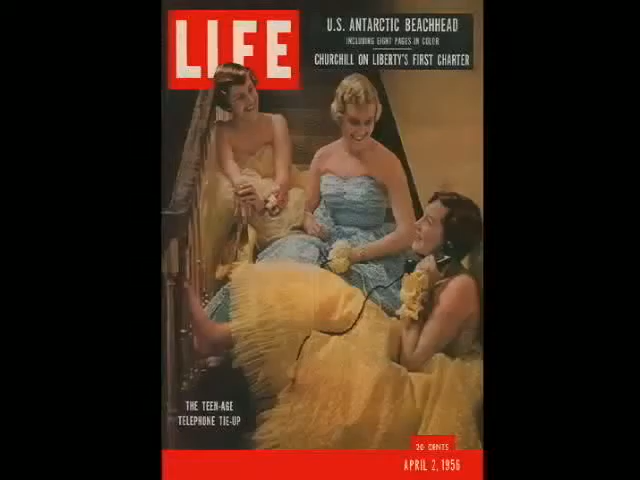 LIFE
U.S. ANTARCTIC BEACHHEAD
INCLUDING EIGHT PAGES IN COLOR
CHURCHILL ON LIBERTY'S FIRST CHARTER
THE TEEN-AGE
TELEPHONE TIE-UP
20 CENTS
APRIL 2, 1956